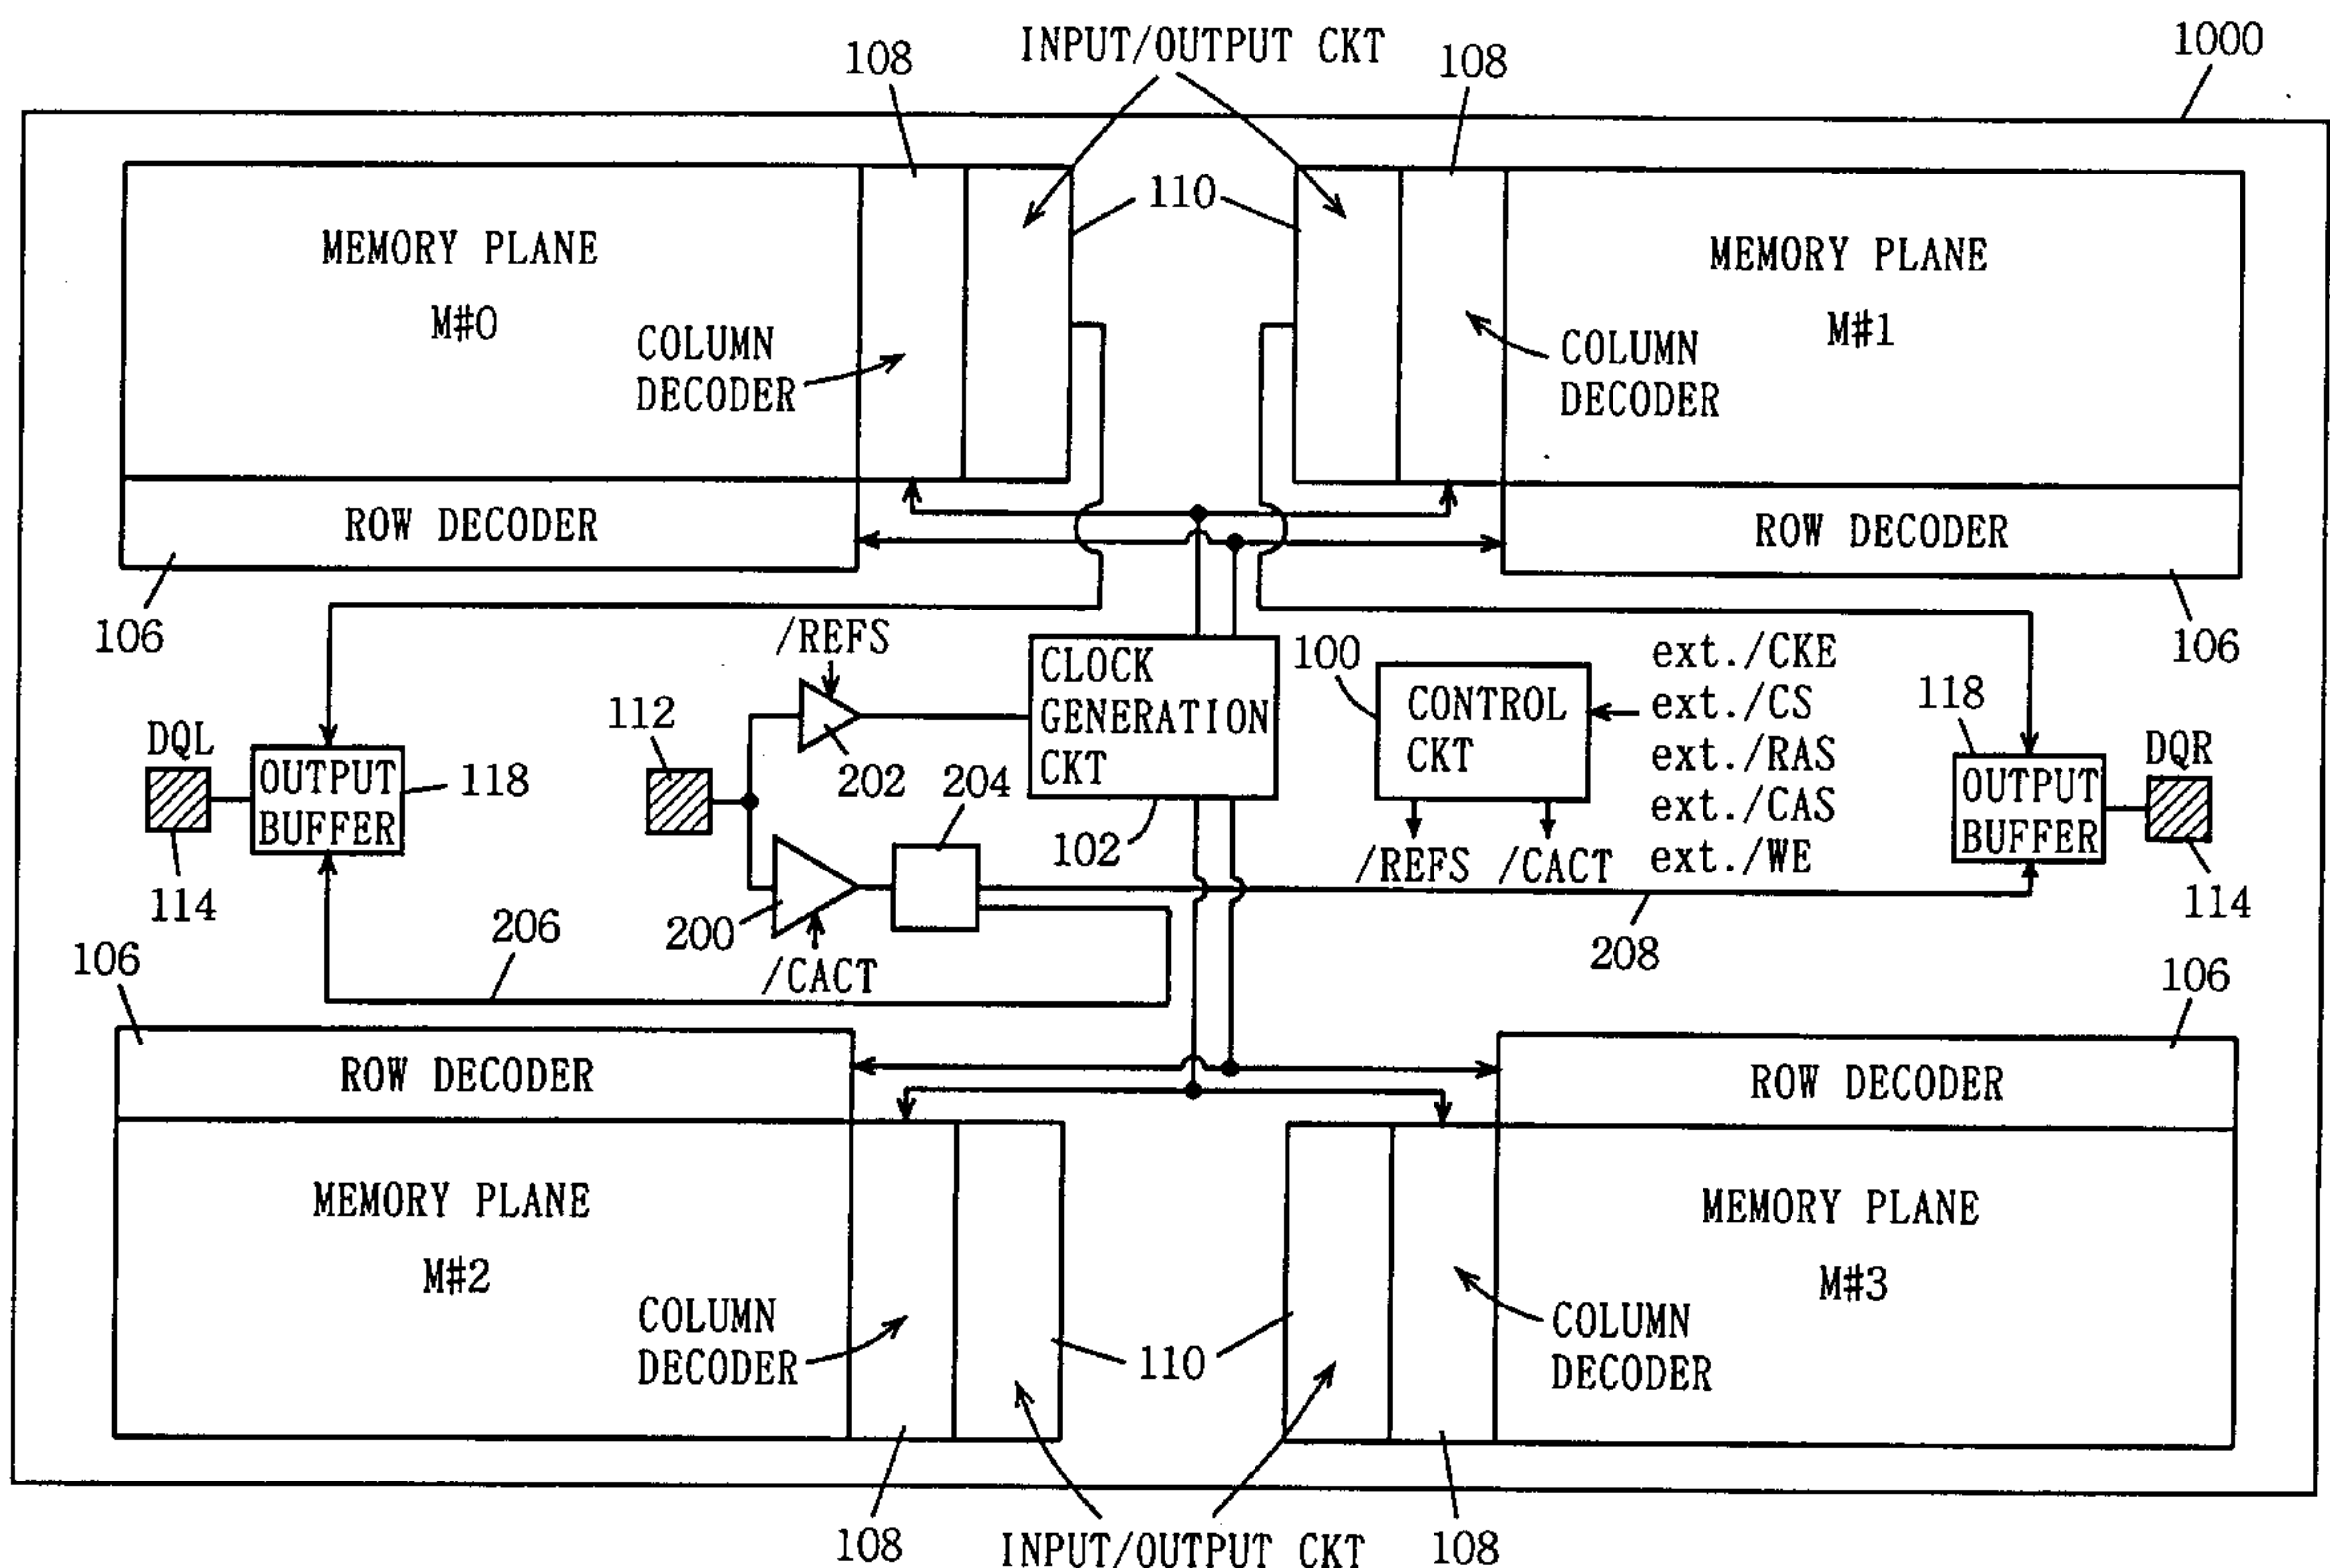 INPUT/OUTPUT CKT
1000
108
108
110
MEMORY PLANE
M#0
MEMORY PLANE
M#1
COLUMN
DECODER
COLUMN
DECODER
ROW DECODER
ROW DECODER
106
106
/REFS
CLOCK
GENERATION
CKT
100
CONTROL
CKT
ext./CKE
ext./CS
ext./RAS
ext./CAS
ext./WE
118
112
DQL
OUTPUT
BUFFER
118
202
204
102
/REFS
/CACT
OUTPUT
BUFFER
DQR
114
114
200
206
/CACT
208
106
106
ROW DECODER
ROW DECODER
MEMORY PLANE
M#2
MEMORY PLANE
M#3
COLUMN
DECODER
COLUMN
DECODER
110
108
INPUT/OUTPUT CKT
108